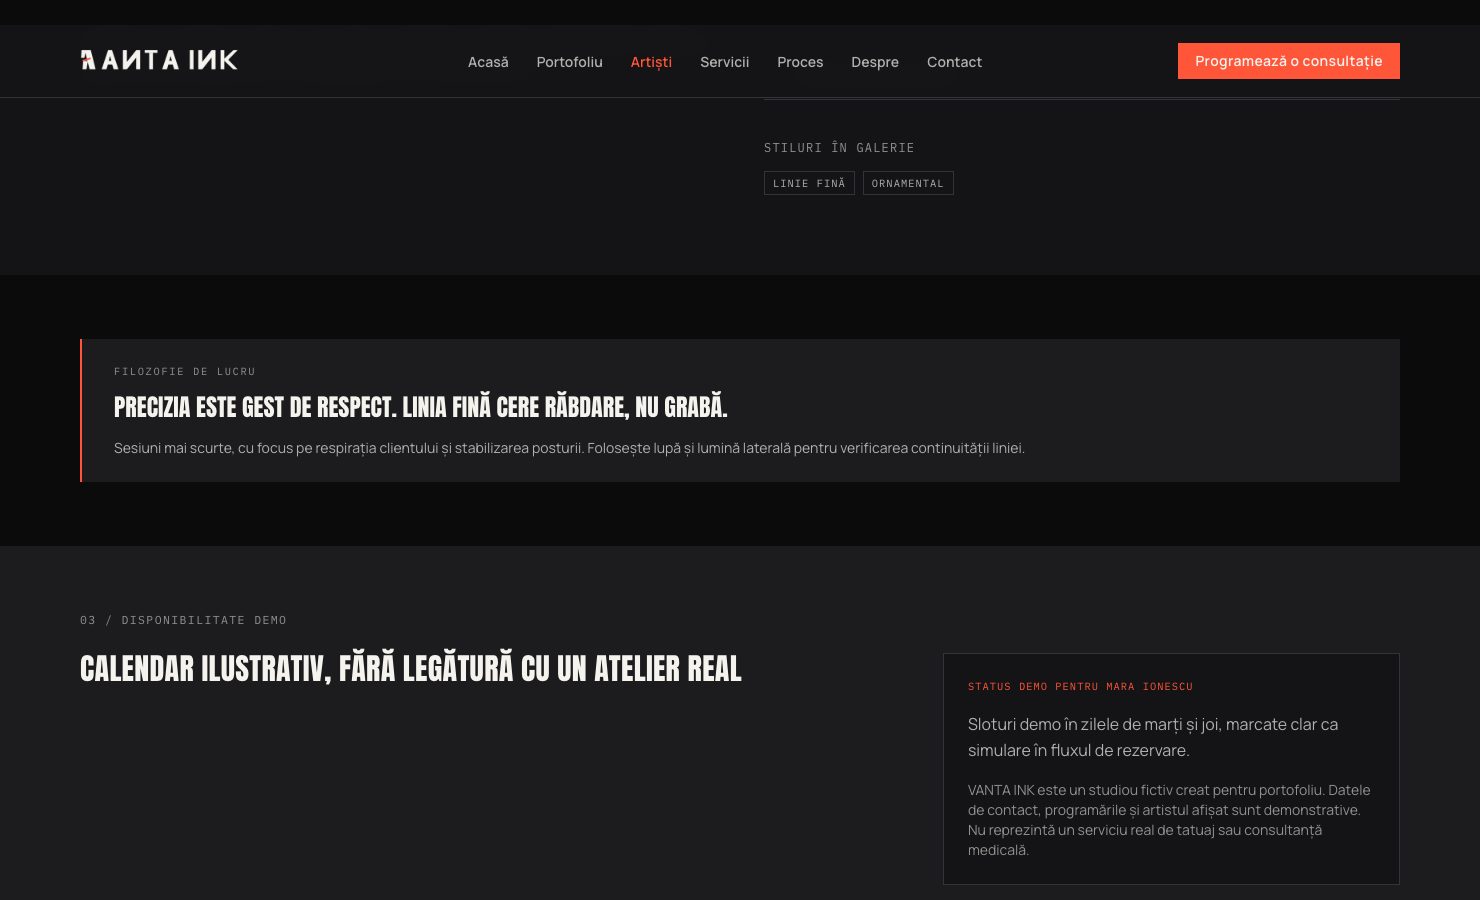 VANTA INK
Acasă
Portofoliu
Artiști
Servicii
Proces
Despre
Contact
Programează o consultație
STILURI ÎN GALERIE
LINIE FINĂ
ORNAMENTAL
FILOZOFIE DE LUCRU
PRECIZIA ESTE GEST DE RESPECT. LINIA FINĂ CERE RĂBDARE, NU GRABĂ.
Sesiuni mai scurte, cu focus pe respirația clientului și stabilizarea posturii. Folosește lupă și lumină laterală pentru verificarea continuității liniei.
03 / DISPONIBILITATE DEMO
CALENDAR ILUSTRATIV, FĂRĂ LEGĂTURĂ CU UN ATELIER REAL
STATUS DEMO PENTRU MARA IONESCU
Sloturi demo în zilele de marți și joi, marcate clar ca
simulare în fluxul de rezervare.
VANTA INK este un studiou fictiv creat pentru portofoliu. Datele
de contact, programările și artistul afișat sunt demonstrative.
Nu reprezintă un serviciu real de tatuaj sau consultanță
medicală.